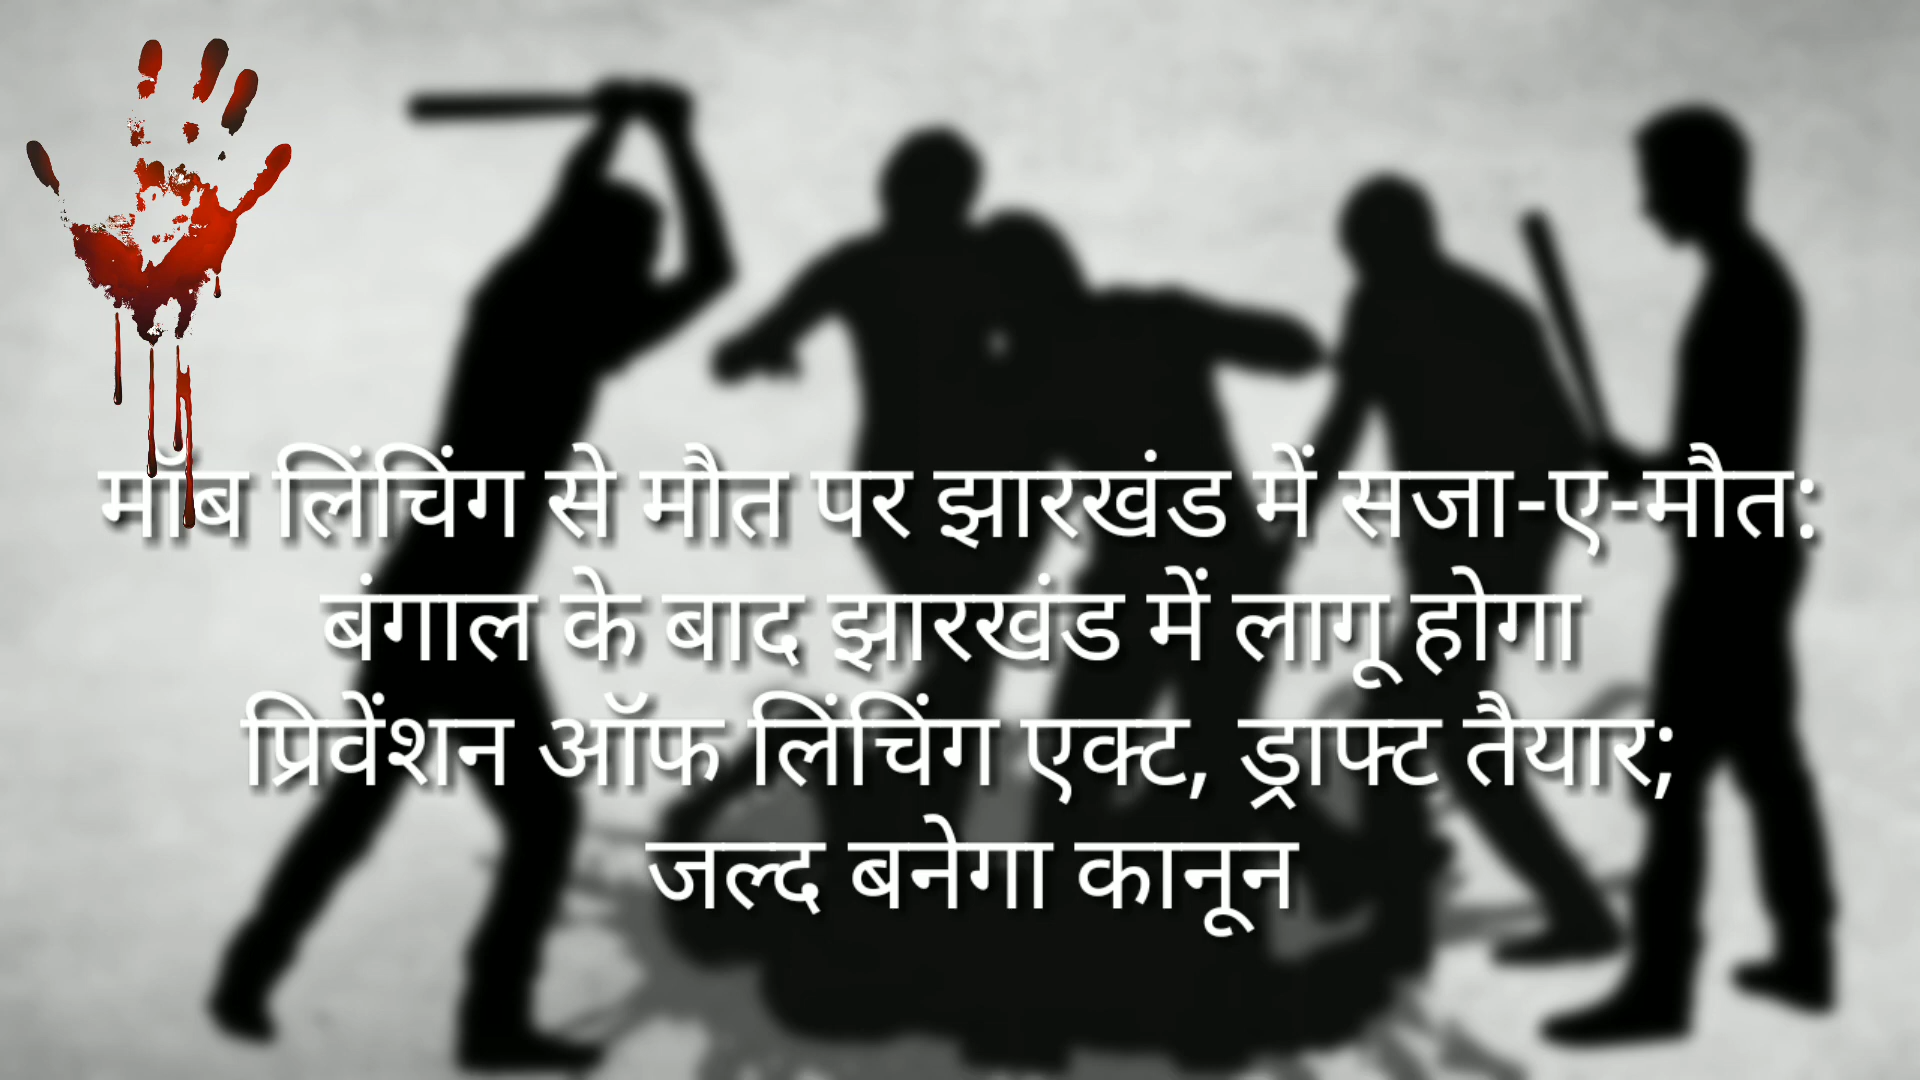 मॉब लिंचिंग से मौत पर झारखंड में सजा-ए-मौत:
बंगाल के बाद झारखंड में लागू होगा
प्रिवेंशन ऑफ लिंचिंग एक्ट, ड्राफ्ट तैयार;
जल्द बनेगा कानून